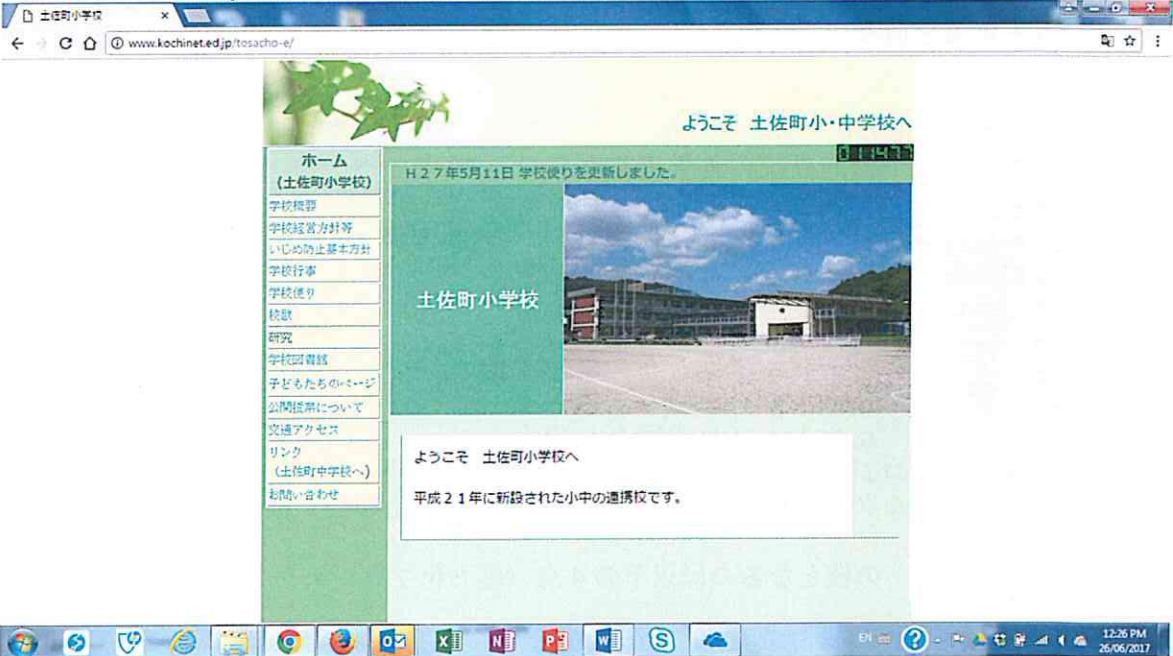 土佐町小学校
www.kochinet.ed.jp/tosacho-e/
ようこそ 土佐町小・中学校へ
011477
ホーム
(土佐町小学校)
学校概要
学校経営方針等
いじめ防止基本方針
学校行事
学校便り
校歌
研究
学校図書館
子どもたちのページ
公開授業について
交通アクセス
リンク
(土佐町中学校へ)
お問い合わせ
H27年5月11日 学校便りを更新しました。
土佐町小学校
ようこそ 土佐町小学校へ
平成21年に新設された小中の連携校です。
EN
12:26 PM
26/06/2017